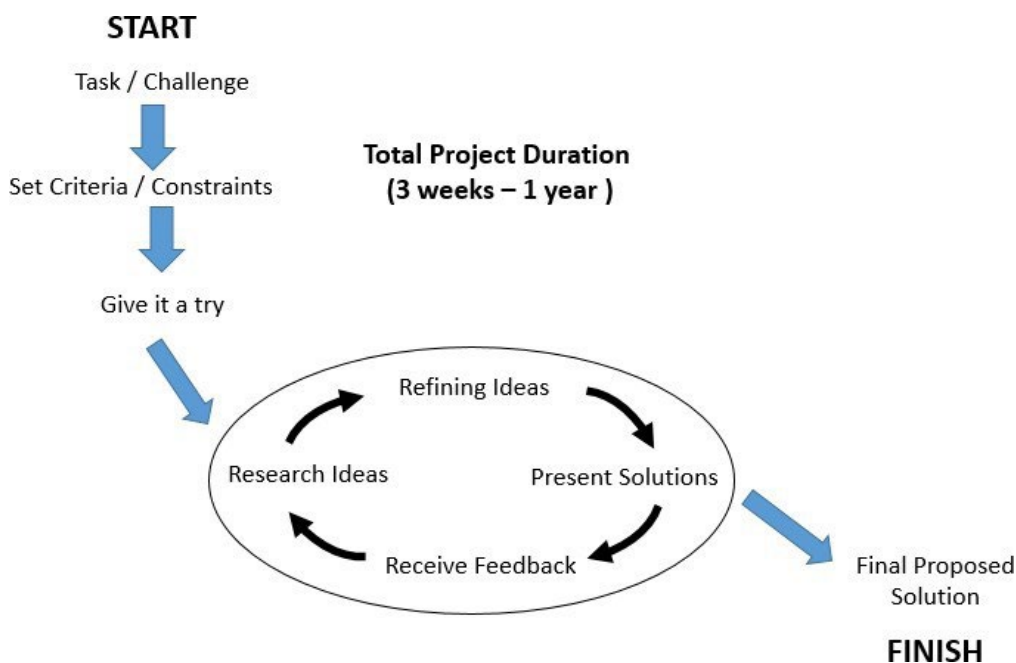 START
Task / Challenge
Set Criteria / Constraints
Total Project Duration
(3 weeks – 1 year )
Give it a try
Refining Ideas
Research Ideas
Present Solutions
Receive Feedback
Final Proposed
Solution
FINISH